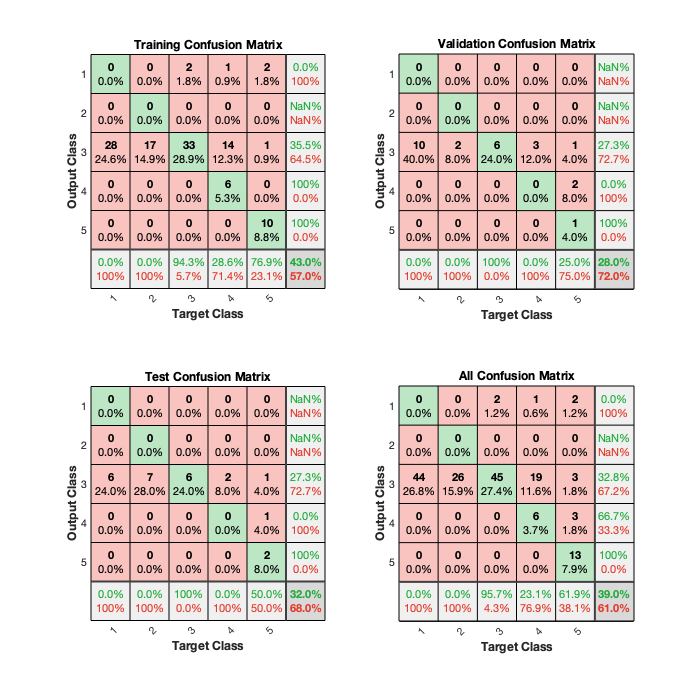 Training Confusion Matrix
0 0 2 1 2 0.0%
1
0.0% 0.0% 1.8% 0.9% 1.8% 100%
0 0 0 0 0 NaN%
2
0.0% 0.0% 0.0% 0.0% 0.0% NaN%
28 17 33 14 1 35.5%
3
24.6% 14.9% 28.9% 12.3% 0.9% 64.5%
0 0 0 6 0 100%
4
0.0% 0.0% 0.0% 5.3% 0.0% 0.0%
0 0 0 0 10 100%
5
0.0% 0.0% 0.0% 0.0% 8.8% 0.0%
0.0% 0.0% 94.3% 28.6% 76.9% 43.0%
100% 100% 5.7% 71.4% 23.1% 57.0%
1 2 3 4 5
Target Class
Output Class
Validation Confusion Matrix
0 0 0 0 0 NaN%
1
0.0% 0.0% 0.0% 0.0% 0.0% NaN%
0 0 0 0 0 NaN%
2
0.0% 0.0% 0.0% 0.0% 0.0% NaN%
10 2 6 3 1 27.3%
3
40.0% 8.0% 24.0% 12.0% 4.0% 72.7%
0 0 0 0 2 0.0%
4
0.0% 0.0% 0.0% 0.0% 8.0% 100%
0 0 0 0 1 100%
5
0.0% 0.0% 0.0% 0.0% 4.0% 0.0%
0.0% 0.0% 100% 0.0% 25.0% 28.0%
100% 100% 0.0% 100% 75.0% 72.0%
1 2 3 4 5
Target Class
Output Class
Test Confusion Matrix
0 0 0 0 0 NaN%
1
0.0% 0.0% 0.0% 0.0% 0.0% NaN%
0 0 0 0 0 NaN%
2
0.0% 0.0% 0.0% 0.0% 0.0% NaN%
6 7 6 2 1 27.3%
3
24.0% 28.0% 24.0% 8.0% 4.0% 72.7%
0 0 0 0 1 0.0%
4
0.0% 0.0% 0.0% 0.0% 4.0% 100%
0 0 0 0 2 100%
5
0.0% 0.0% 0.0% 0.0% 8.0% 0.0%
0.0% 0.0% 100% 0.0% 50.0% 32.0%
100% 100% 0.0% 100% 50.0% 68.0%
1 2 3 4 5
Target Class
Output Class
All Confusion Matrix
0 0 2 1 2 0.0%
1
0.0% 0.0% 1.2% 0.6% 1.2% 100%
0 0 0 0 0 NaN%
2
0.0% 0.0% 0.0% 0.0% 0.0% NaN%
44 26 45 19 3 32.8%
3
26.8% 15.9% 27.4% 11.6% 1.8% 67.2%
0 0 0 6 3 66.7%
4
0.0% 0.0% 0.0% 3.7% 1.8% 33.3%
0 0 0 0 13 100%
5
0.0% 0.0% 0.0% 0.0% 7.9% 0.0%
0.0% 0.0% 95.7% 23.1% 61.9% 39.0%
100% 100% 4.3% 76.9% 38.1% 61.0%
1 2 3 4 5
Target Class
Output Class